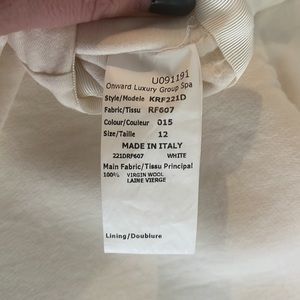 U091191
Onward Luxury Group Spa
Style/Modele KRF221D
Fabric/Tissu RF607
Colour/Couleur 015
Size/Taille 12
MADE IN ITALY
221DRF607 WHITE
Main Fabric/Tissu Principal
100% VIRGIN WOOL
LAINE VIERGE
Lining/Doublure